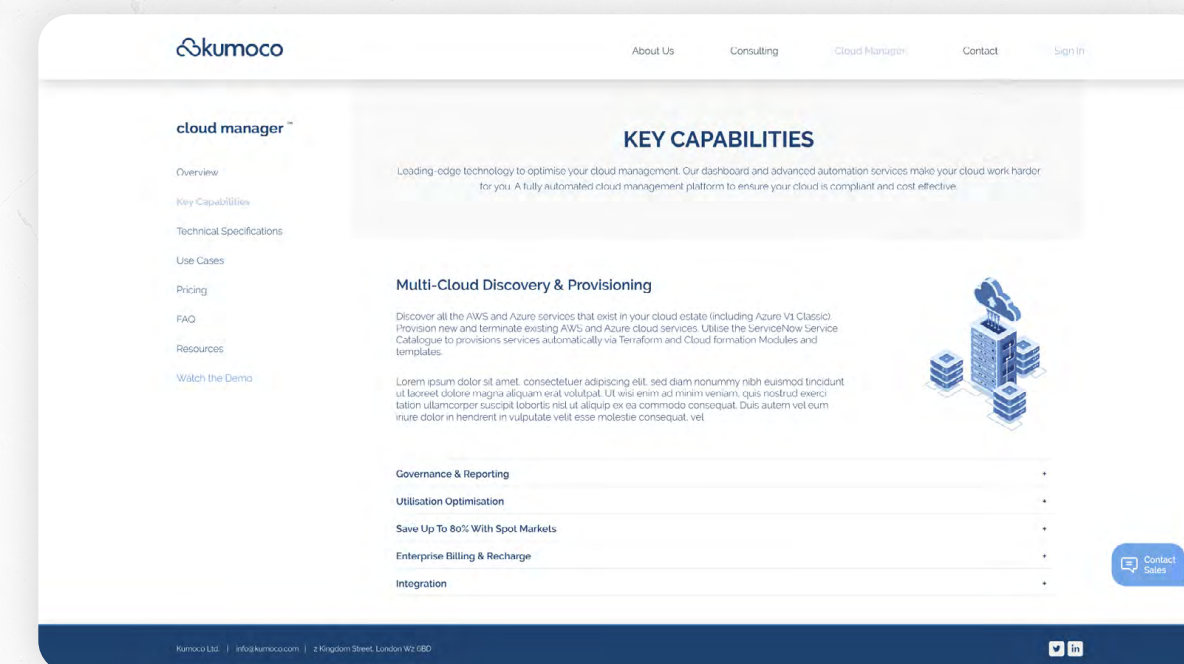 kumoco
About Us
Consulting
Cloud Manager
Contact
Sign In
cloud manager ™
Overview
Key Capabilities
Technical Specifications
Use Cases
Pricing
FAQ
Resources
Watch the Demo
KEY CAPABILITIES
Leading-edge technology to optimise your cloud management. Our dashboard and advanced automation services make your cloud work harder
for you. A fully automated cloud management platform to ensure your cloud is compliant and cost effective.
Multi-Cloud Discovery & Provisioning
Discover all the AWS and Azure services that exist in your cloud estate (including Azure V1 Classic).
Provision new and terminate existing AWS and Azure cloud services. Utilise the ServiceNow Service
Catalogue to provisions services automatically via Terraform and Cloud formation Modules and
templates.
Lorem ipsum dolor sit amet, consectetuer adipiscing elit, sed diam nonummy nibh euismod tincidunt
ut laoreet dolore magna aliquam erat volutpat. Ut wisi enim ad minim veniam, quis nostrud exerci
tation ullamcorper suscipit lobortis nisl ut aliquip ex ea commodo consequat. Duis autem vel eum
iriure dolor in hendrerit in vulputate velit esse molestie consequat, vel
Governance & Reporting +
Utilisation Optimisation +
Save Up To 80% With Spot Markets +
Enterprise Billing & Recharge +
Integration +
Contact
Sales
Kumoco Ltd. | info@kumoco.com | 2 Kingdom Street, London W2 6BD
in